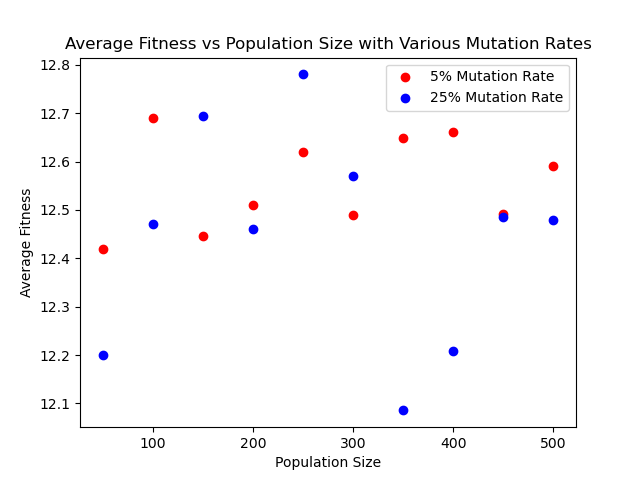 Average Fitness vs Population Size with Various Mutation Rates
5% Mutation Rate
25% Mutation Rate
12.8
12.7
12.6
12.5
12.4
12.3
12.2
12.1
Average Fitness
100 200 300 400 500
Population Size